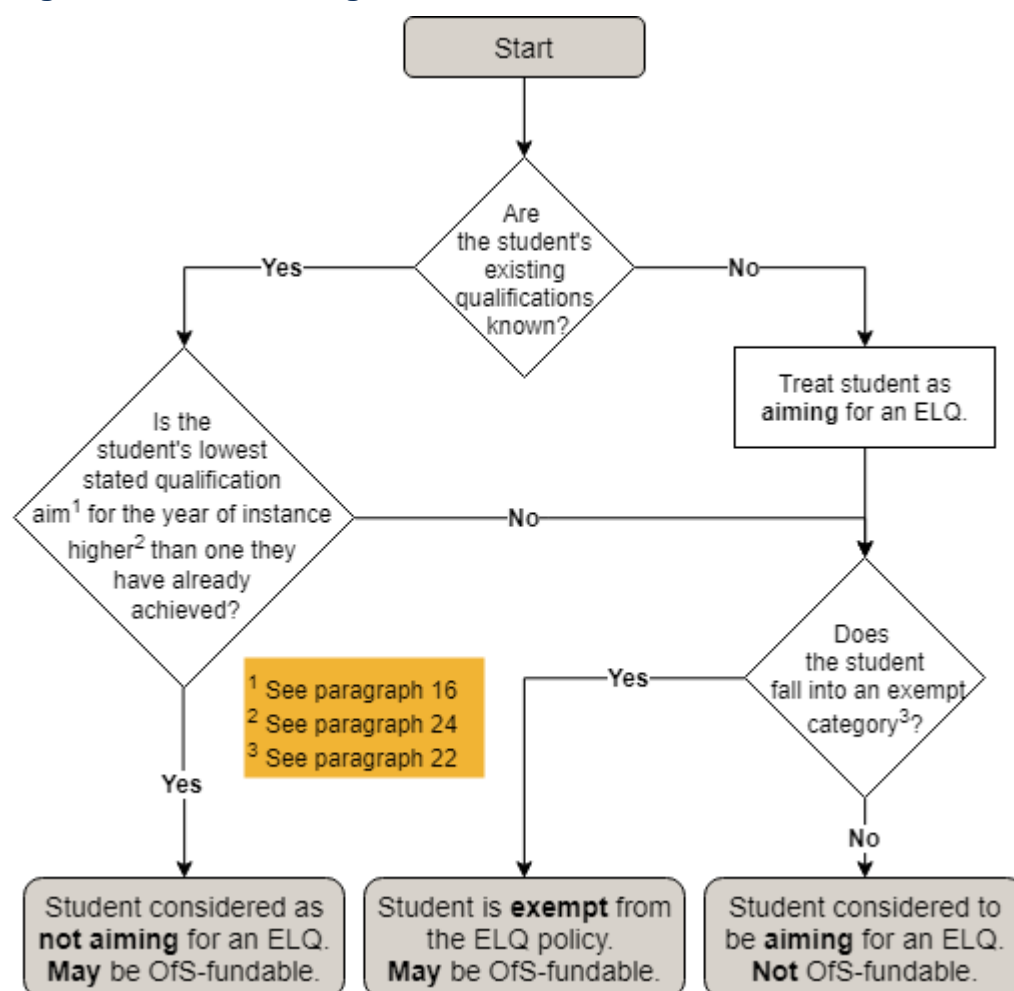 Start
Are
the student's
existing
qualifications
known?
Yes
No
Treat student as
aiming for an ELQ.
Is the
student's lowest
stated qualification
aim¹ for the year of instance
higher² than one they
have already
achieved?
No
Does
the student
fall into an exempt
category³?
Yes
¹ See paragraph 16
² See paragraph 24
³ See paragraph 22
Yes
No
Student considered as
not aiming for an ELQ.
May be OfS-fundable.
Student is exempt from
the ELQ policy.
May be OfS-fundable.
Student considered to
be aiming for an ELQ.
Not OfS-fundable.